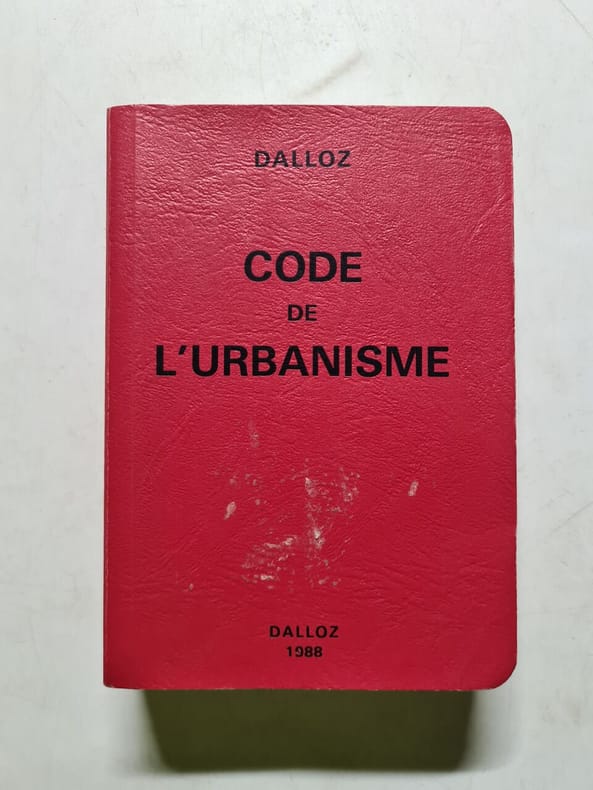 DALLOZ
CODE
DE
L'URBANISME
DALLOZ
1988